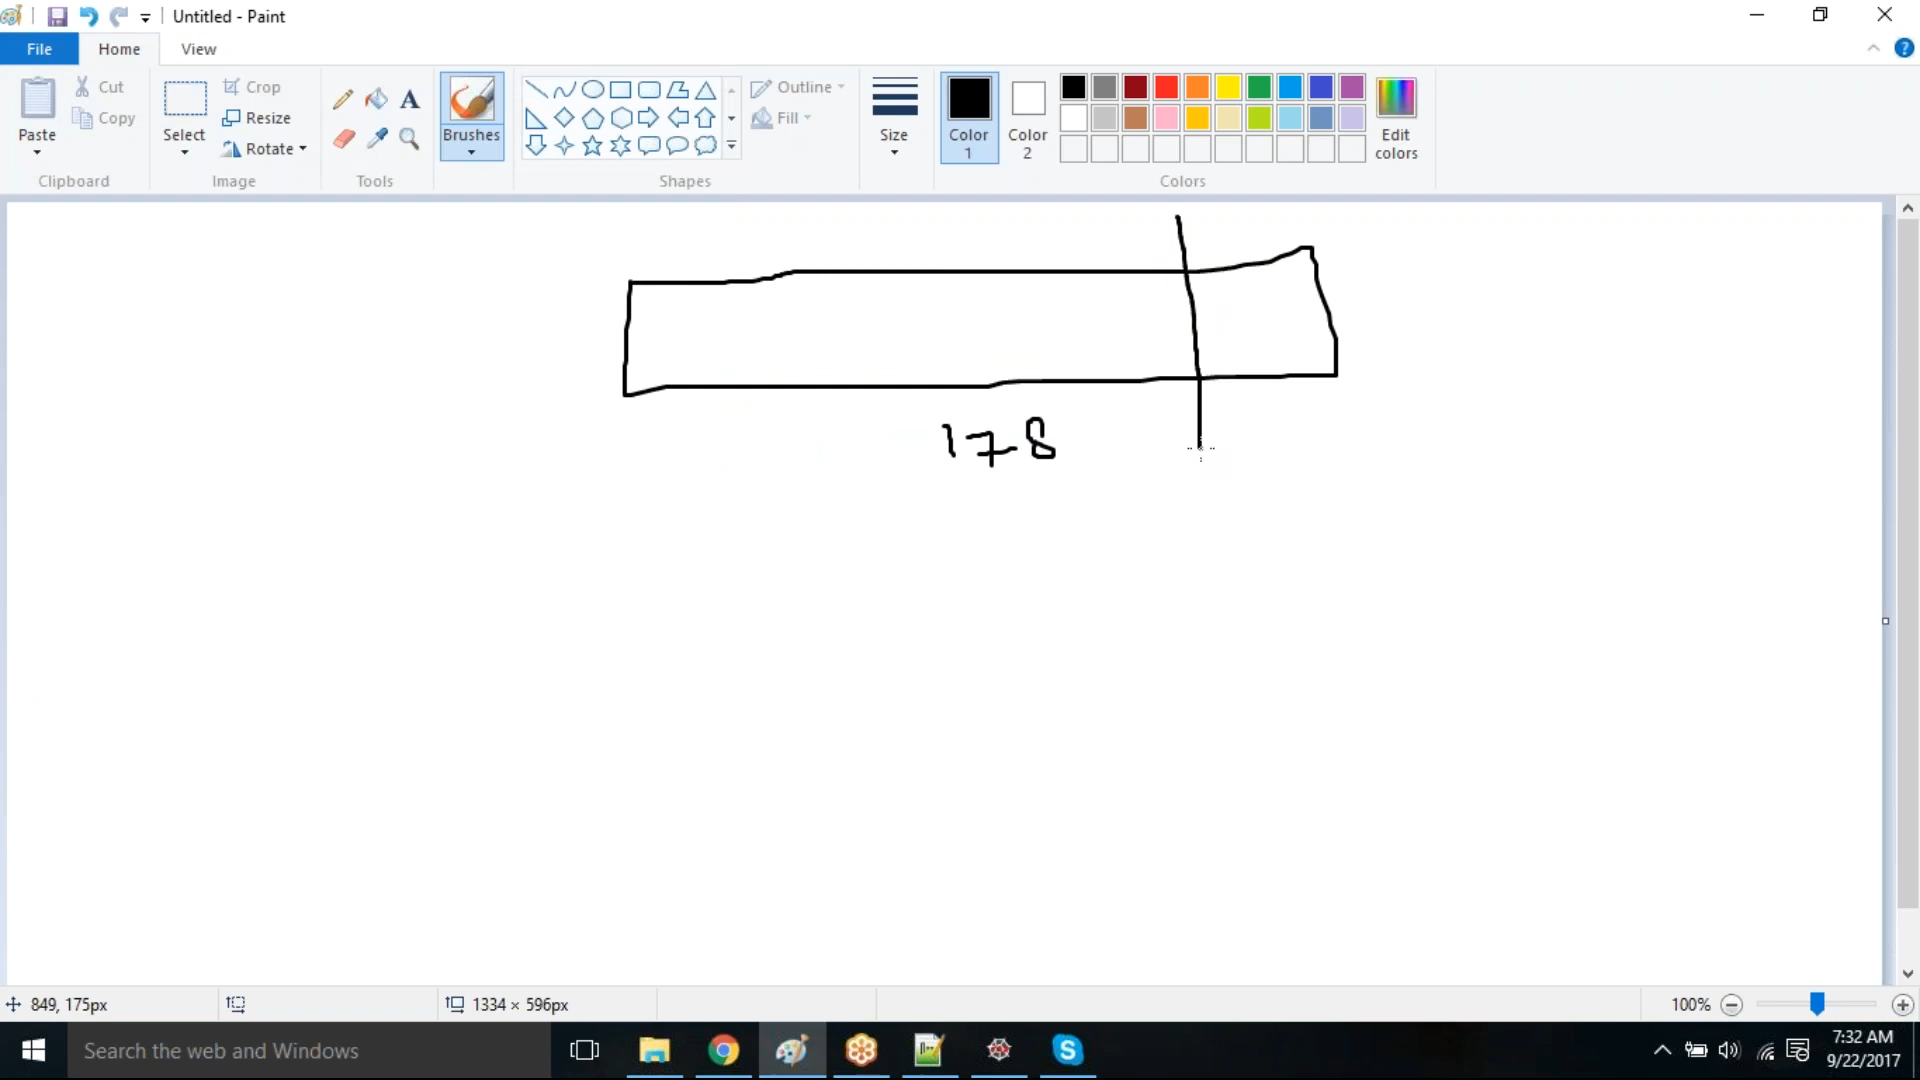 Untitled - Paint
File Home View
Paste
Cut
Copy
Clipboard
Select
Crop
Resize
Rotate
Image
A
Tools
Brushes
Shapes
Outline
Fill
Size
Color 1
Color 2
Edit colors
Colors
178
849, 175px
1334 × 596px
100%
Search the web and Windows
7:32 AM
9/22/2017